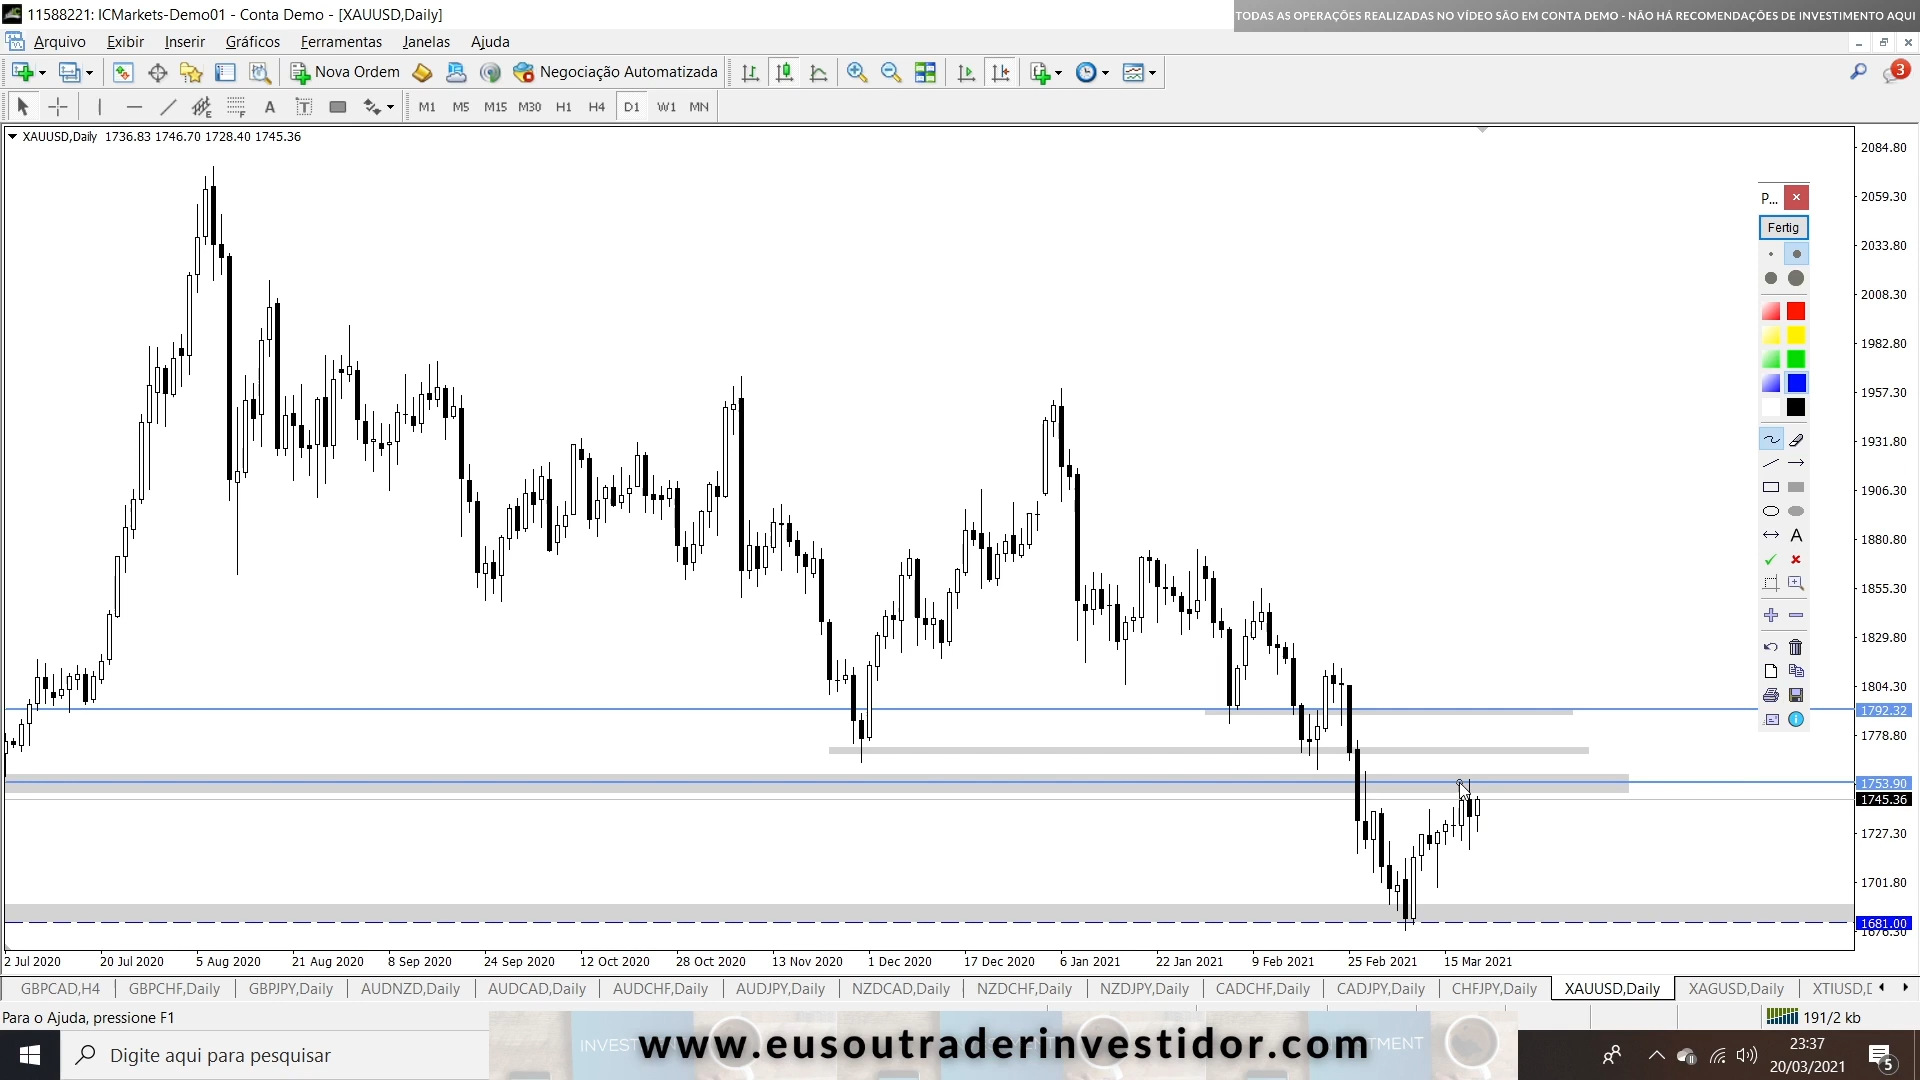 11588221: ICMarkets-Demo01 - Conta Demo - [XAUUSD,Daily]
TODAS AS OPERAÇÕES REALIZADAS NO VÍDEO SÃO EM CONTA DEMO - NÃO HÁ RECOMENDAÇÕES DE INVESTIMENTO AQUI
Arquivo Exibir Inserir Gráficos Ferramentas Janelas Ajuda
Nova Ordem Negociação Automatizada 3
A T M1 M5 M15 M30 H1 H4 D1 W1 MN
XAUUSD,Daily 1736.83 1746.70 1728.40 1745.36
2084.80
2059.30
2033.80
2008.30
1982.80
1957.30
1931.80
1906.30
1880.80
1855.30
1829.80
1804.30
1792.32
1778.80
1753.90
1745.36
1727.30
1701.80
1681.00
1676.30
P...
Fertig
A
2 Jul 2020 20 Jul 2020 5 Aug 2020 21 Aug 2020 8 Sep 2020 24 Sep 2020 12 Oct 2020 28 Oct 2020 13 Nov 2020 1 Dec 2020 17 Dec 2020 6 Jan 2021 22 Jan 2021 9 Feb 2021 25 Feb 2021 15 Mar 2021
GBPCAD,H4 GBPCHF,Daily GBPJPY,Daily AUDNZD,Daily AUDCAD,Daily AUDCHF,Daily AUDJPY,Daily NZDCAD,Daily NZDCHF,Daily NZDJPY,Daily CADCHF,Daily CADJPY,Daily CHFJPY,Daily XAUUSD,Daily XAGUSD,Daily XTIUSD,D
Para o Ajuda, pressione F1
191/2 kb
Digite aqui para pesquisar
www.eusoutraderinvestidor.com
23:37
20/03/2021
5